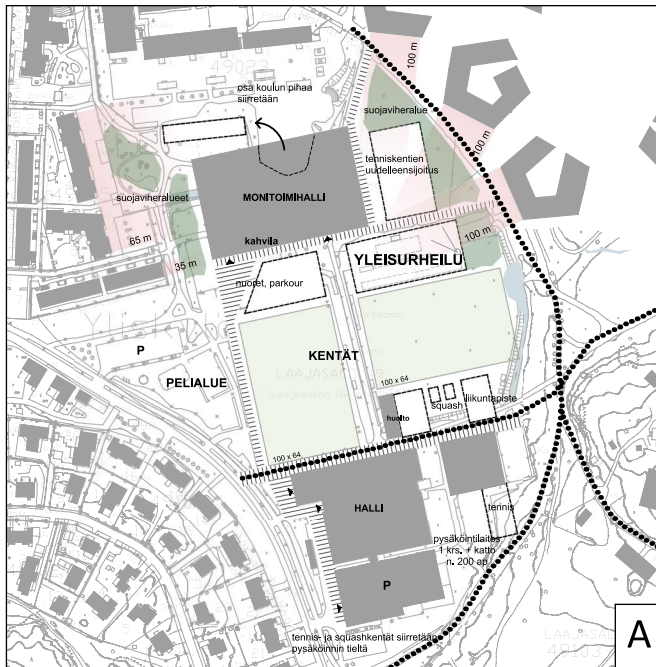 49023
100 m
osa koulun pihaa
siirretään
suojaviheralue
100 m
tenniskentien
uudelleensijoitus
MONITOIMIHALLI
suojaviheralueet
65 m
35 m
kahvila
100 m
YLEISURHEILU
nuoret, parkour
P
KENTÄT
PELIALUE
100 x 64
squash
liikuntapiste
huolto
100 x 64
HALLI
tennis
pysäköintilaitos
1 krs. + katto
n. 200 ap
P
tennis- ja squashkentät siirretään
pysäköinnin tieltä
A